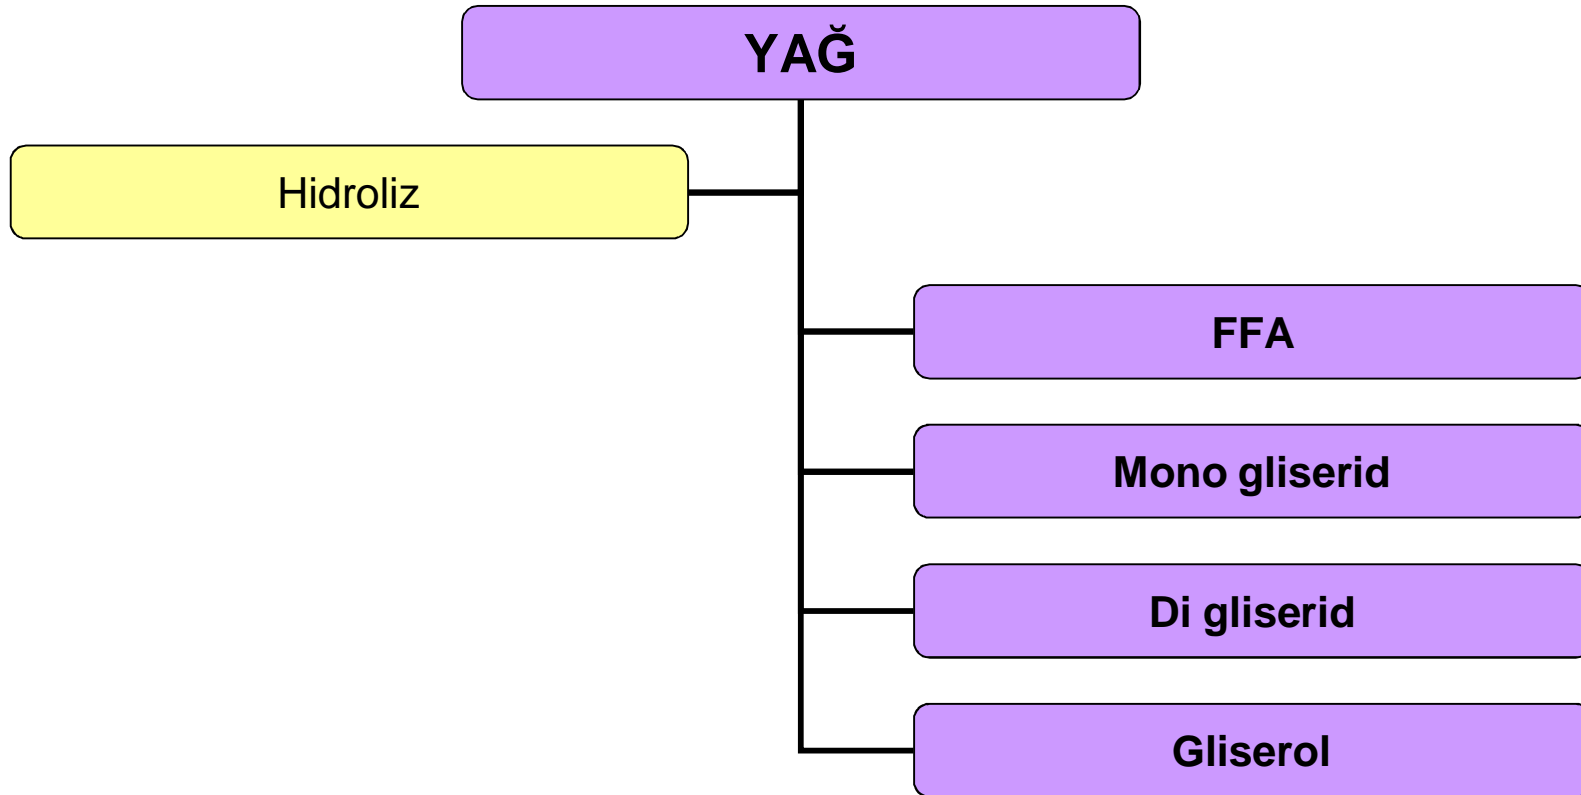 YAĞ
Hidroliz
FFA
Mono gliserid
Di gliserid
Gliserol